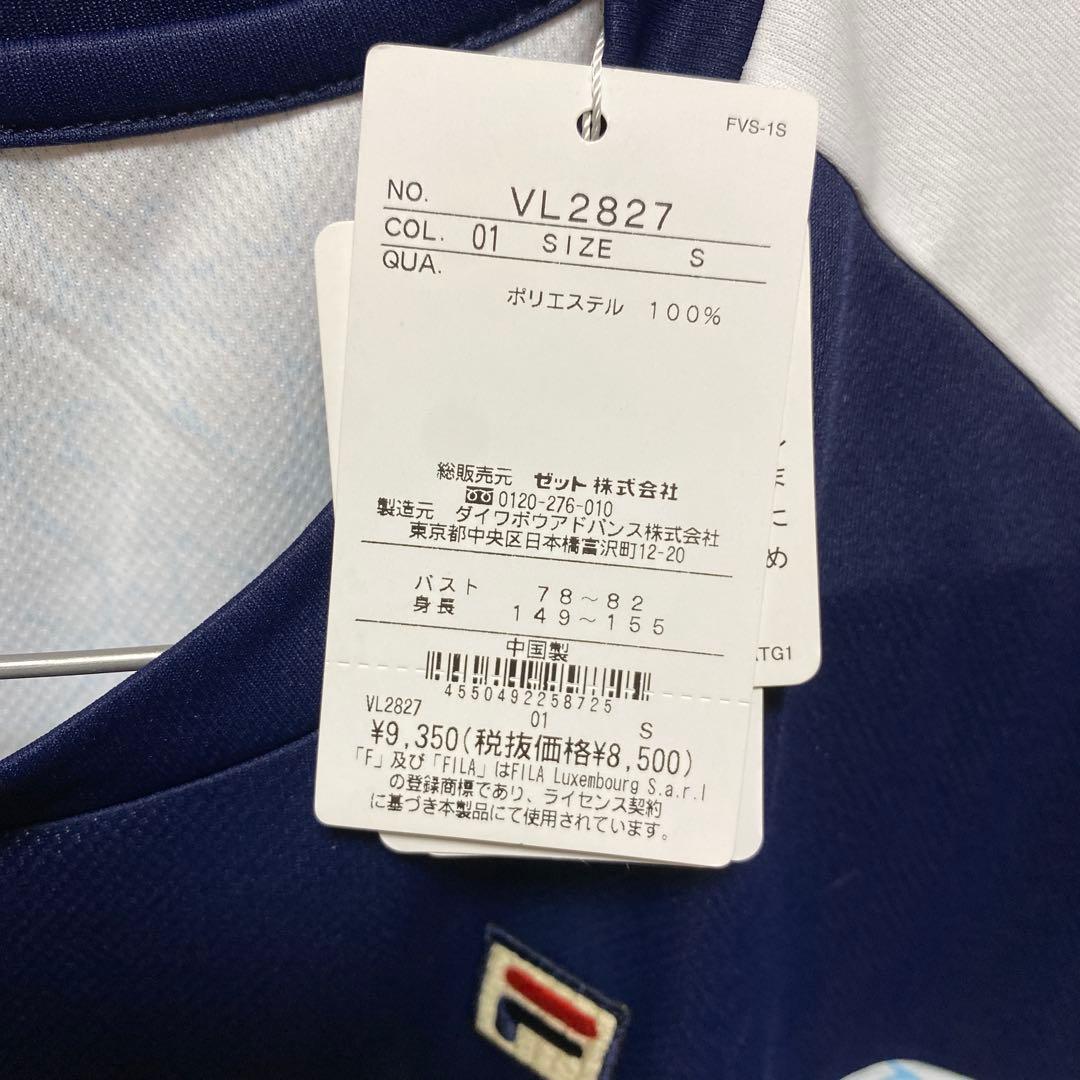 FVS-1S
NO. VL2827
COL. 01 SIZE S
QUA.
ポリエステル 100%
総販売元 ゼット株式会社
0120-276-010
製造元 ダイワボウアドバンス株式会社
東京都中央区日本橋富沢町12-20
バスト 78～82
身長 149～155
中国製
4550492258725
VL2827 01 S
¥9,350(税抜価格¥8,500)
「F」及び「FILA」はFILA Luxembourg S.a.r.l
の登録商標であり、ライセンス契約
に基づき本製品にて使用されています。
ま
に
め
TG1